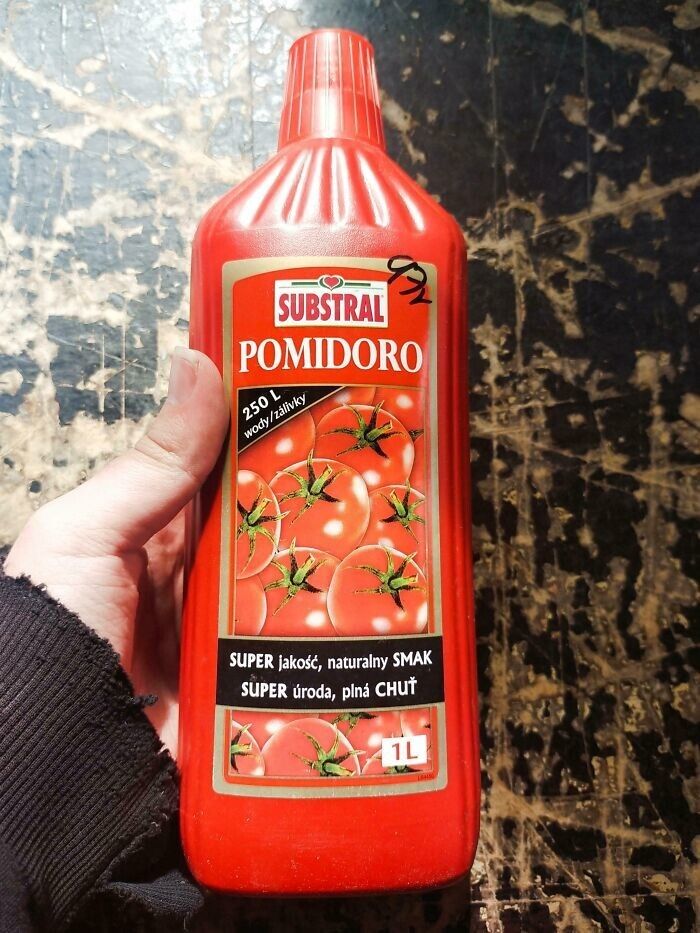 SUBSTRAL
POMIDORO
250 L
wody/zálivky
SUPER jakość, naturalny SMAK
SUPER úroda, plná CHUŤ
1L